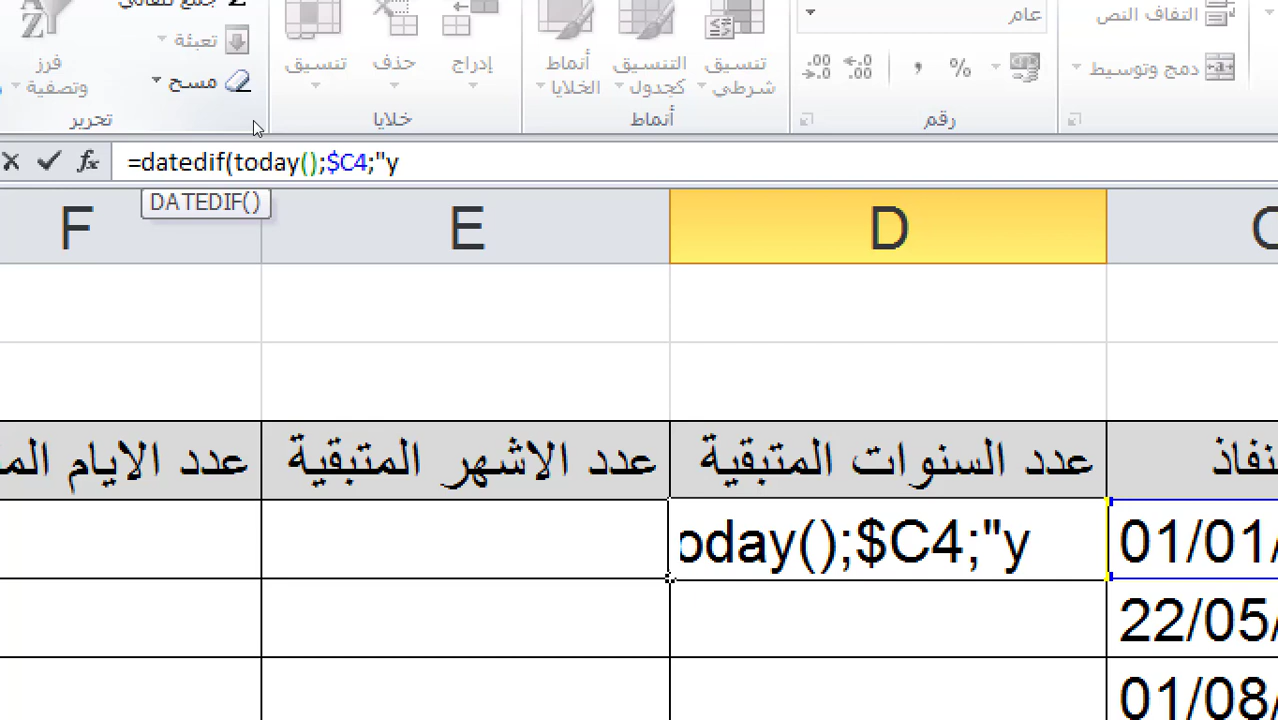 التفاف النص
عام
جمع تلقائي
دمج وتوسيط
% ,
تنسيق شرطي
التنسيق كجدول
أنماط الخلايا
إدراج
حذف
تنسيق
تعبئة
مسح
فرز وتصفية
رقم
أنماط
خلايا
تحرير
=datedif(today();$C4;"y
DATEDIF()
F E D C
عدد السنوات المتبقية
عدد الاشهر المتبقية
عدد الايام
oday();$C4;"y
01/01/
22/05/
01/08/